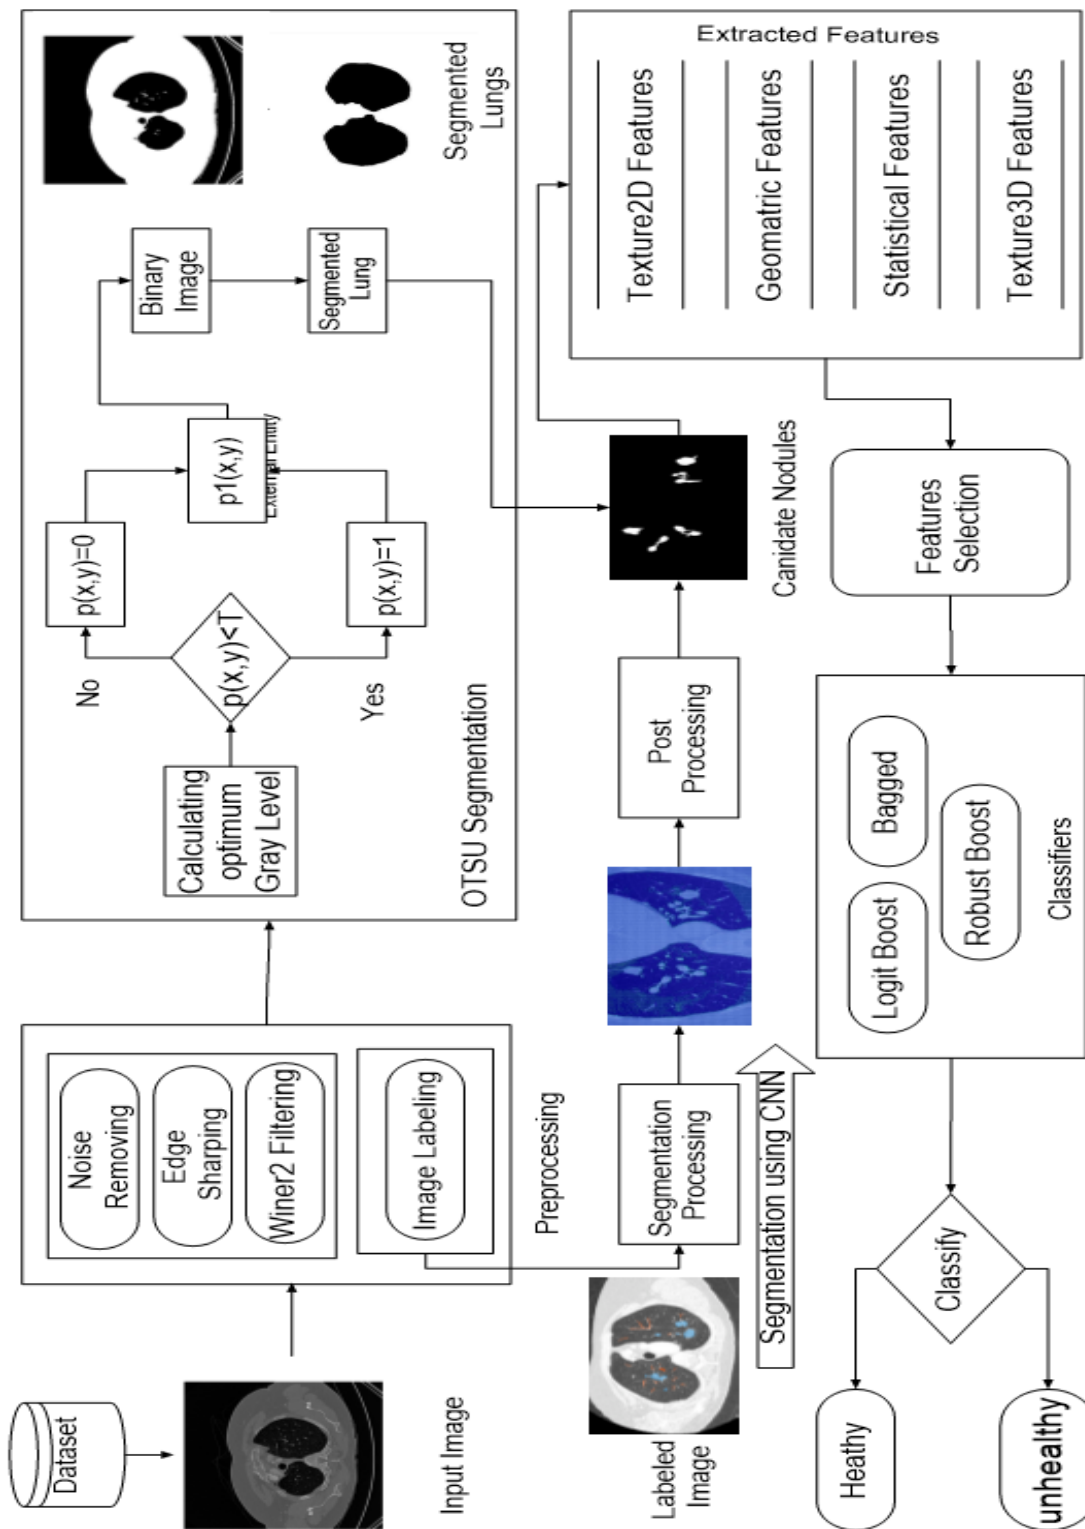 Dataset
Input Image
Noise
Removing
Edge
Sharping
Winer2 Filtering
Image Labeling
Preprocessing
Calculating
optimum
Gray Level
p(x,y)<T
No
Yes
p(x,y)=0
p(x,y)=1
p1(x,y)
External Entity
Binary
Image
Segmented
Lung
Segmented
Lungs
OTSU Segmentation
Labeled
Image
Segmentation
Processing
Segmentation using CNN
Post
Processing
Canidate Nodules
Extracted Features
Texture2D Features
Geomatric Features
Statistical Features
Texture3D Features
Features
Selection
Logit Boost
Bagged
Robust Boost
Classifiers
Classify
Heathy
unhealthy